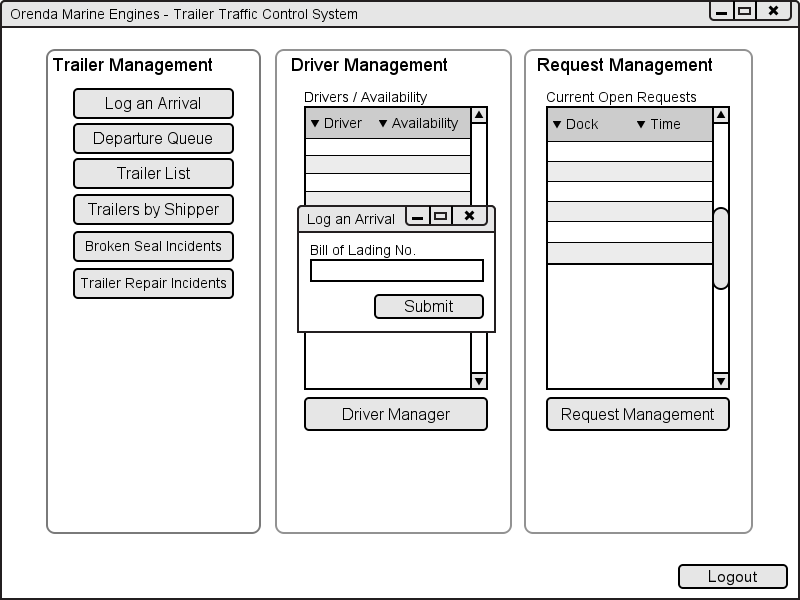 Orenda Marine Engines - Trailer Traffic Control System
Trailer Management
Log an Arrival
Departure Queue
Trailer List
Trailers by Shipper
Broken Seal Incidents
Trailer Repair Incidents
Driver Management
Drivers / Availability
Driver Availability
Log an Arrival
Bill of Lading No.
Submit
Driver Manager
Request Management
Current Open Requests
Dock Time
Request Management
Logout